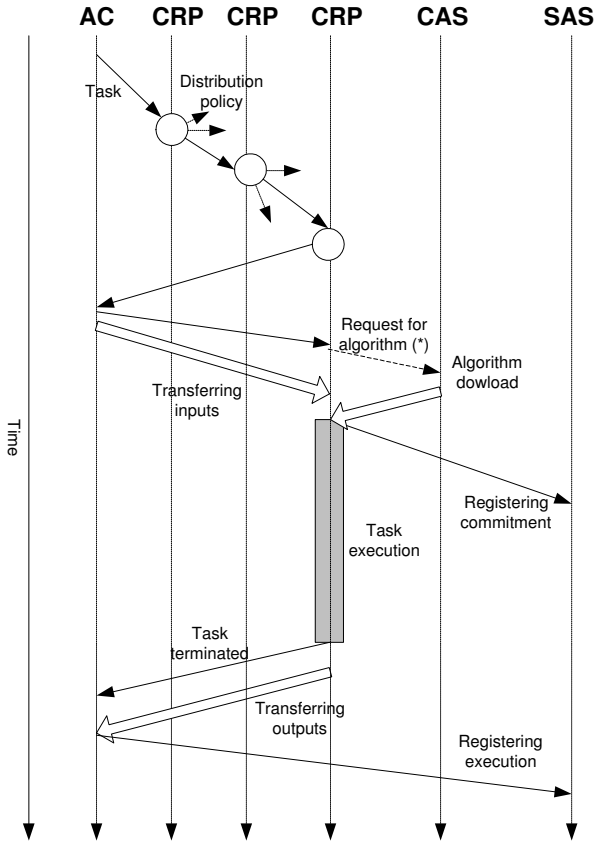 AC CRP CRP CRP CAS SAS
Task
Distribution
policy
Request for
algorithm (*)
Algorithm
dowload
Transferring
inputs
Time
Registering
commitment
Task
execution
Task
terminated
Transferring
outputs
Registering
execution